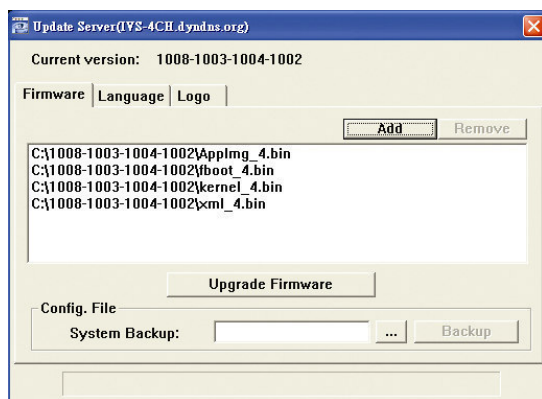 Update Server(IVS-4CH.dyndns.org)
Current version: 1008-1003-1004-1002
Firmware Language Logo
Add Remove
C:\1008-1003-1004-1002\AppImg_4.bin
C:\1008-1003-1004-1002\fboot_4.bin
C:\1008-1003-1004-1002\kernel_4.bin
C:\1008-1003-1004-1002\xml_4.bin
Upgrade Firmware
Config. File
System Backup: ... Backup